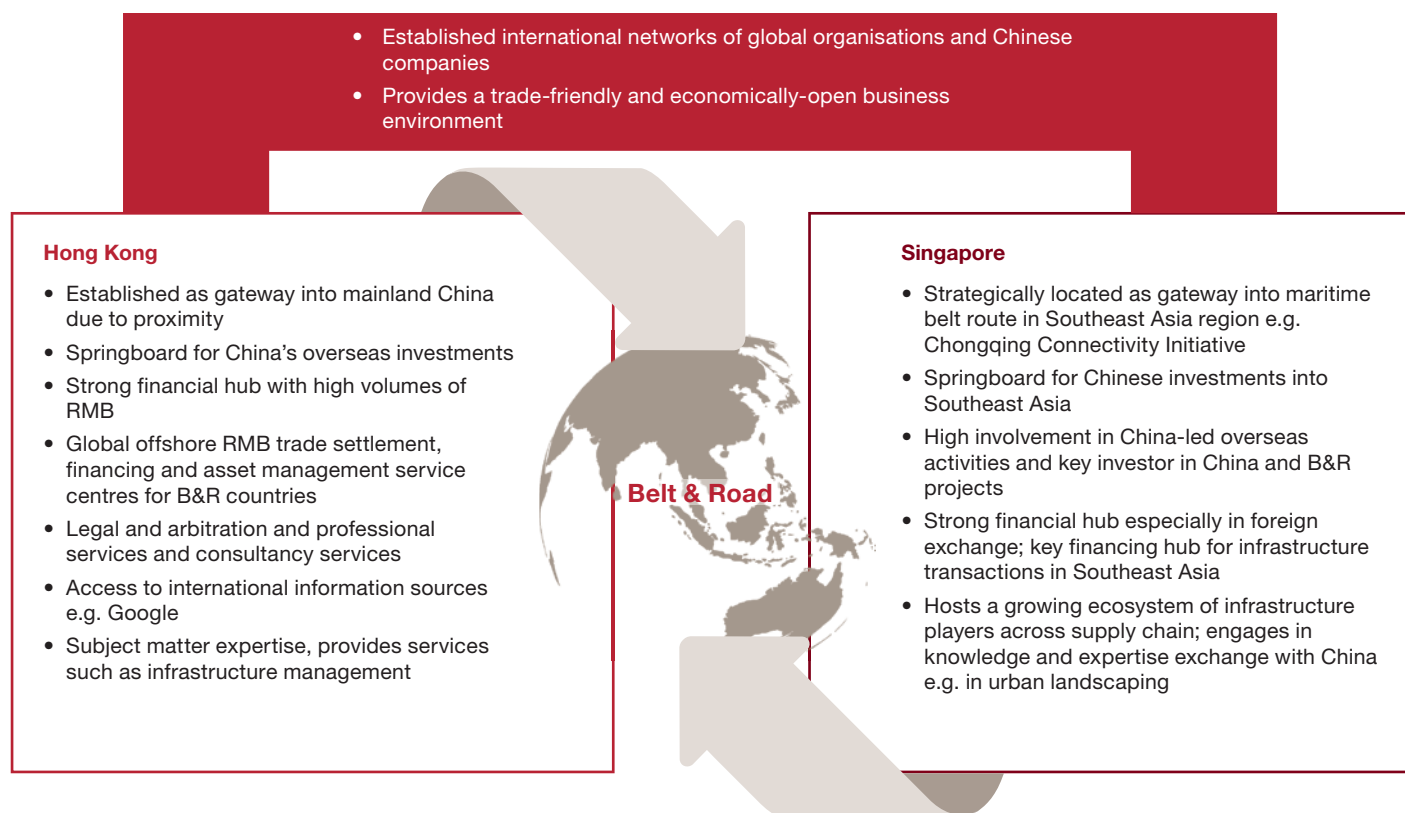 • Established international networks of global organisations and Chinese
companies
• Provides a trade-friendly and economically-open business
environment
Hong Kong
• Established as gateway into mainland China
due to proximity
• Springboard for China's overseas investments
• Strong financial hub with high volumes of
RMB
• Global offshore RMB trade settlement,
financing and asset management service
centres for B&R countries
• Legal and arbitration and professional
services and consultancy services
• Access to international information sources
e.g. Google
• Subject matter expertise, provides services
such as infrastructure management
Belt & Road
Singapore
• Strategically located as gateway into maritime
belt route in Southeast Asia region e.g.
Chongqing Connectivity Initiative
• Springboard for Chinese investments into
Southeast Asia
• High involvement in China-led overseas
activities and key investor in China and B&R
projects
• Strong financial hub especially in foreign
exchange; key financing hub for infrastructure
transactions in Southeast Asia
• Hosts a growing ecosystem of infrastructure
players across supply chain; engages in
knowledge and expertise exchange with China
e.g. in urban landscaping